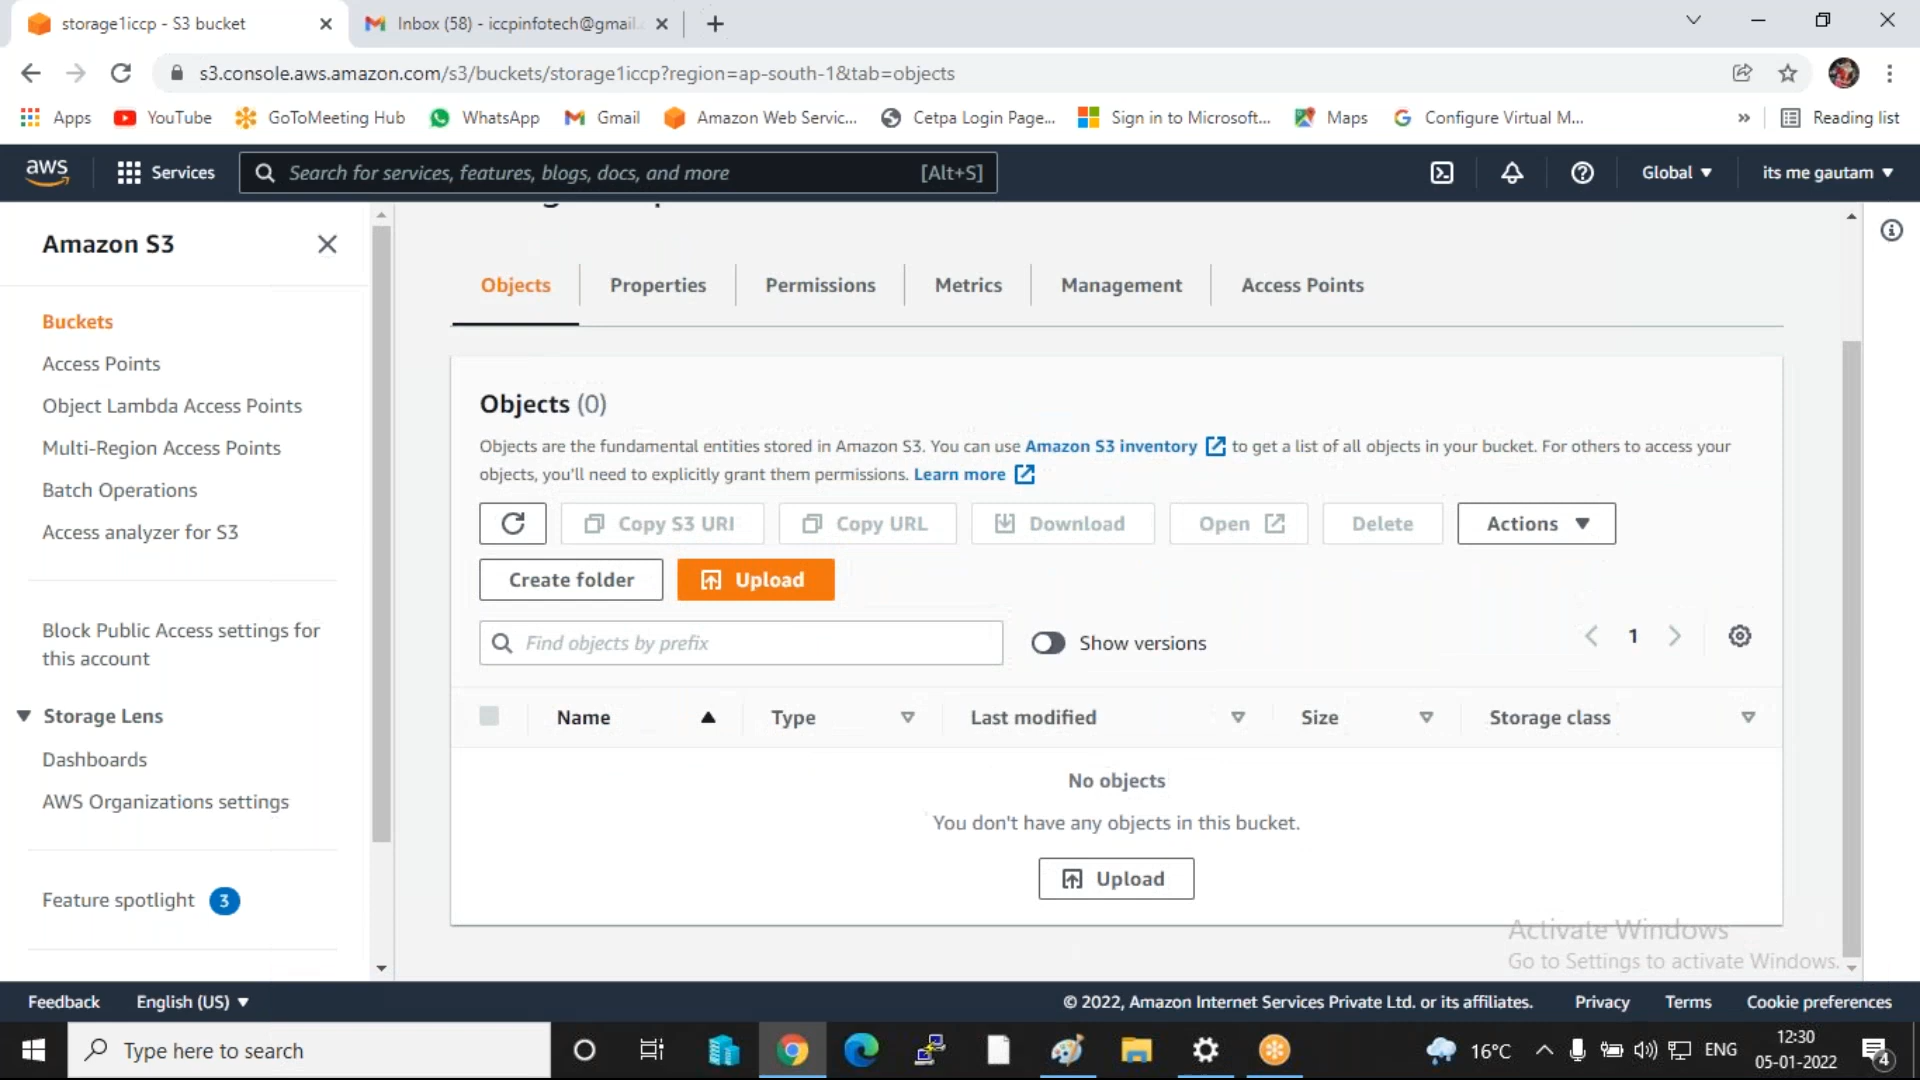 storage1iccp - S3 bucket
Inbox (58) - iccpinfotech@gmail.
s3.console.aws.amazon.com/s3/buckets/storage1iccp?region=ap-south-1&tab=objects
Apps YouTube GoToMeeting Hub WhatsApp Gmail Amazon Web Servic... Cetpa Login Page... Sign in to Microsoft... Maps Configure Virtual M... » Reading list
aws Services Search for services, features, blogs, docs, and more [Alt+S] Global its me gautam
Amazon S3
Buckets
Access Points
Object Lambda Access Points
Multi-Region Access Points
Batch Operations
Access analyzer for S3
Block Public Access settings for
this account
Storage Lens
Dashboards
AWS Organizations settings
Feature spotlight 3
Objects Properties Permissions Metrics Management Access Points
Objects (0)
Objects are the fundamental entities stored in Amazon S3. You can use Amazon S3 inventory to get a list of all objects in your bucket. For others to access your
objects, you'll need to explicitly grant them permissions. Learn more
Copy S3 URI Copy URL Download Open Delete Actions
Create folder Upload
Find objects by prefix Show versions 1
Name Type Last modified Size Storage class
No objects
You don't have any objects in this bucket.
Upload
Activate Windows
Go to Settings to activate Windows.
Feedback English (US) © 2022, Amazon Internet Services Private Ltd. or its affiliates. Privacy Terms Cookie preferences
Type here to search 16°C ENG 12:30
05-01-2022 4